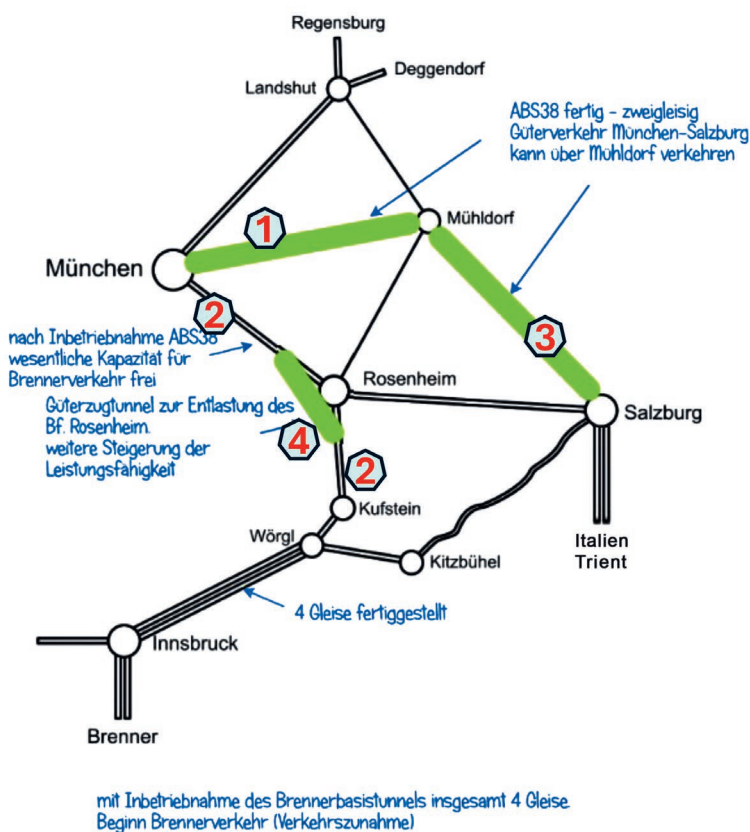 Regensburg
Deggendorf
Landshut
ABS38 fertig - zweigleisig
Güterverkehr München-Salzburg
kann über Mühldorf verkehren
1
Mühldorf
München
2
3
nach Inbetriebnahme ABS38
wesentliche Kapazität für
Brennerverkehr frei
Rosenheim
Güterzugtunnel zur Entlastung des
Bf. Rosenheim.
weitere Steigerung der
Leistungsfähigkeit
4
Salzburg
2
Kufstein
Wörgl
Italien
Trient
Kitzbühel
4 Gleise fertiggestellt
Innsbruck
Brenner
mit Inbetriebnahme des Brennerbasistunnels insgesamt 4 Gleise
Beginn Brennerverkehr (Verkehrszunahme)